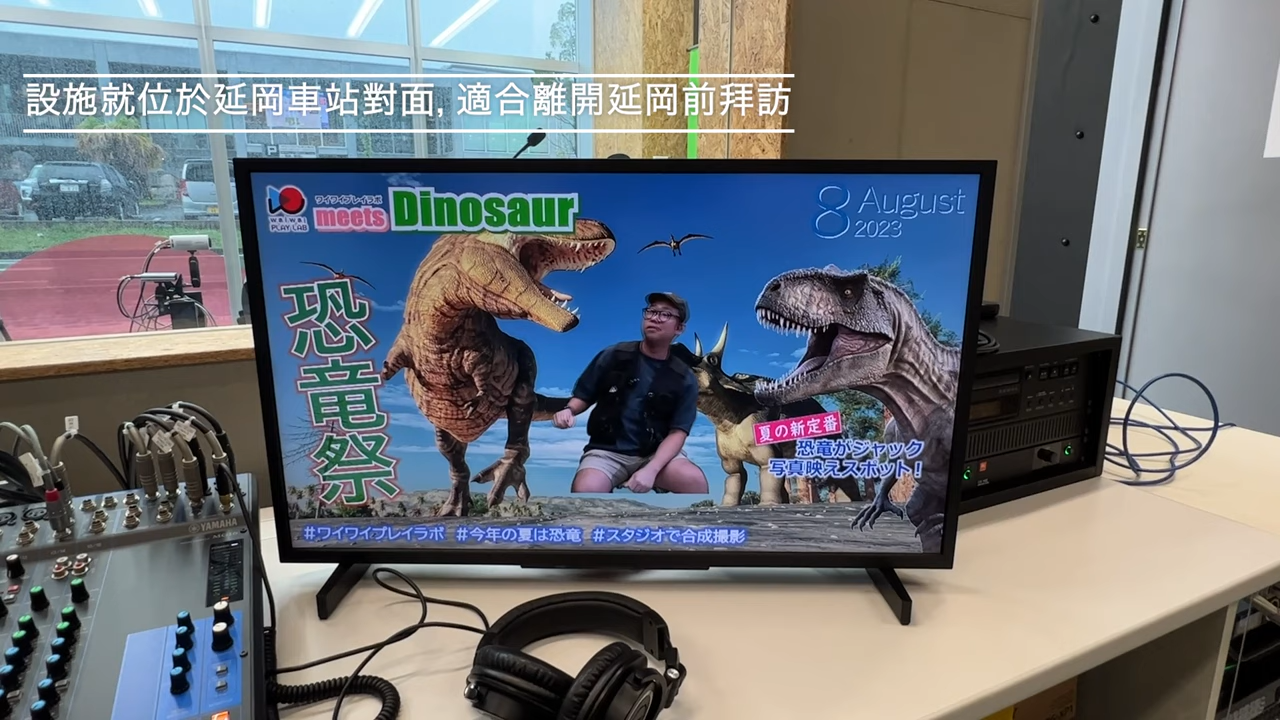 設施就位於延岡車站對面, 適合離開延岡前拜訪
ワイワイプレイラボ
meets Dinosaur
PLAY LAB
8 August
2023
恐竜祭
夏の新定番
恐竜がジャック
写真映えスポット!
#ワイワイプレイラボ #今年の夏は恐竜 #スタジオで合成撮影
YAMAHA